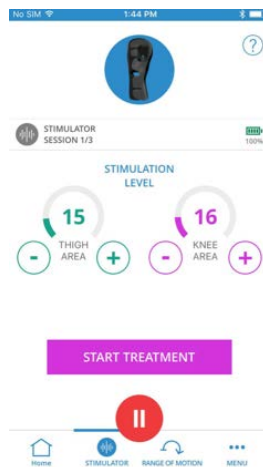 No SIM 1:44 PM
?
STIMULATOR
SESSION 1/3
100%
STIMULATION
LEVEL
15 16
THIGH KNEE
- AREA + - AREA +
START TREATMENT
Home STIMULATOR RANGE OF MOTION MENU